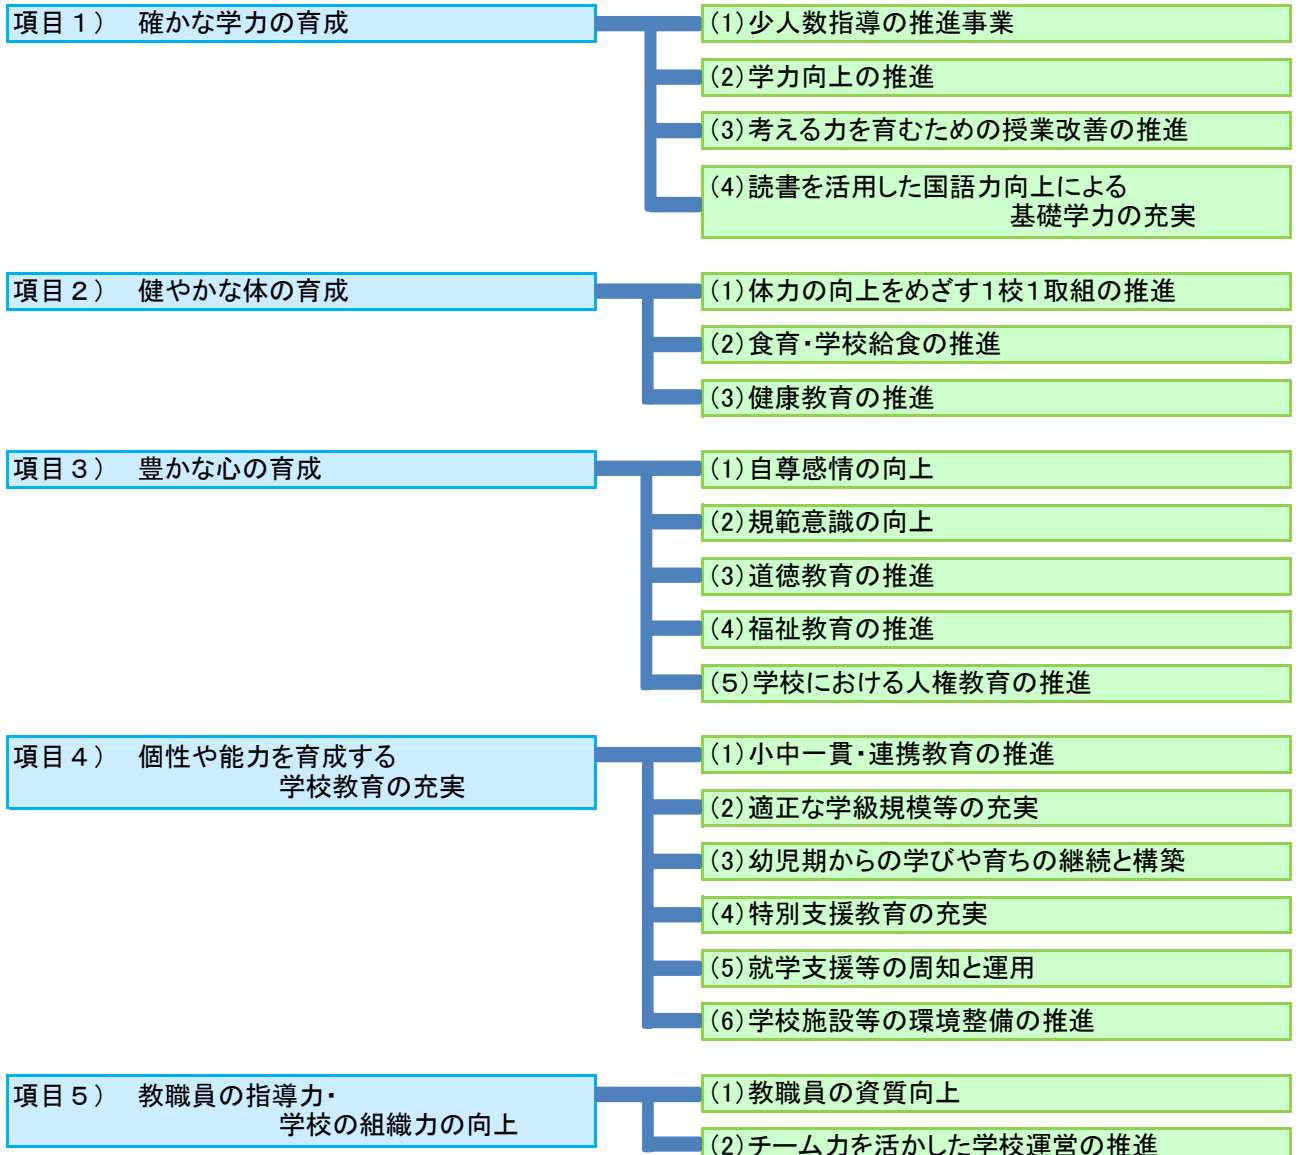 項目１） 確かな学力の育成
(1)少人数指導の推進事業
(2)学力向上の推進
(3)考える力を育むための授業改善の推進
(4)読書を活用した国語力向上による
基礎学力の充実
項目２） 健やかな体の育成
(1)体力の向上をめざす１校１取組の推進
(2)食育・学校給食の推進
(3)健康教育の推進
項目３） 豊かな心の育成
(1)自尊感情の向上
(2)規範意識の向上
(3)道徳教育の推進
(4)福祉教育の推進
(５)学校における人権教育の推進
項目４） 個性や能力を育成する
学校教育の充実
(1)小中一貫・連携教育の推進
(2)適正な学級規模等の充実
(3)幼児期からの学びや育ちの継続と構築
(4)特別支援教育の充実
(5)就学支援等の周知と運用
(6)学校施設等の環境整備の推進
項目５） 教職員の指導力・
学校の組織力の向上
(1)教職員の資質向上
(2)チーム力を活かした学校運営の推進